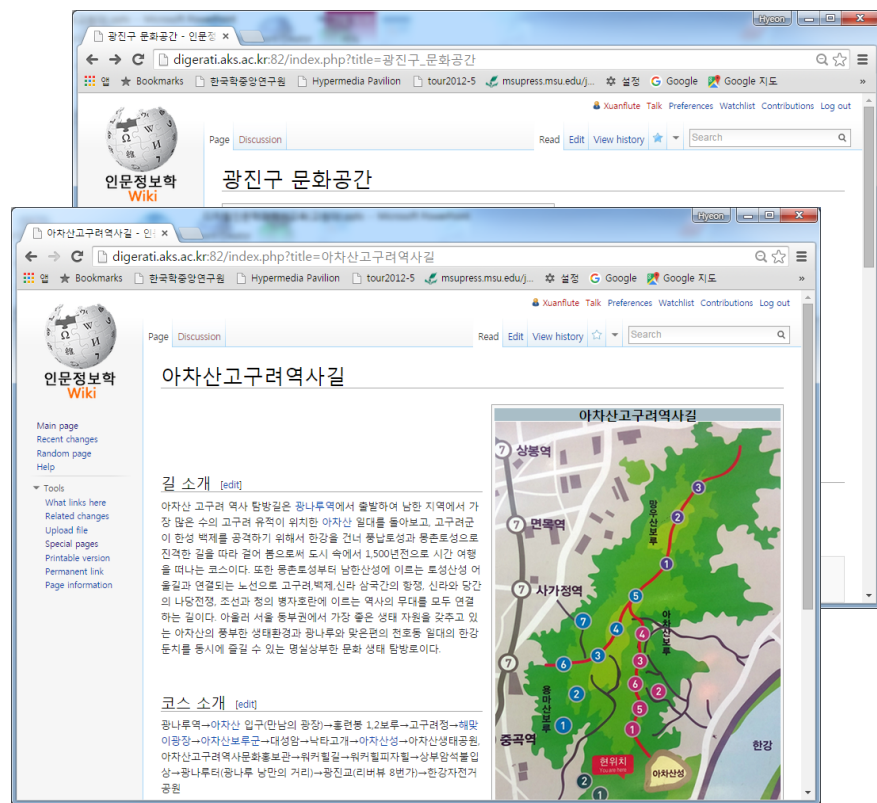 Hyeon
광진구 문화공간 - 인문정
digerati.aks.ac.kr:82/index.php?title=광진구_문화공간
앱 Bookmarks 한국학중앙연구원 Hypermedia Pavilion tour2012-5 msupress.msu.edu/j... 설정 Google Google 지도 »
Xuanflute Talk Preferences Watchlist Contributions Log out
Page Discussion Read Edit View history Search
인문정보학
Wiki
광진구 문화공간
Hyeon
아차산고구려역사길 - 인
digerati.aks.ac.kr:82/index.php?title=아차산고구려역사길
앱 Bookmarks 한국학중앙연구원 Hypermedia Pavilion tour2012-5 msupress.msu.edu/j... 설정 Google Google 지도 »
Xuanflute Talk Preferences Watchlist Contributions Log out
Page Discussion Read Edit View history Search
인문정보학
Wiki
Main page
Recent changes
Random page
Help
Tools
What links here
Related changes
Upload file
Special pages
Printable version
Permanent link
Page information
아차산고구려역사길
길 소개 [edit]
아차산 고구려 역사 탐방길은 광나루역에서 출발하여 남한 지역에서 가
장 많은 수의 고구려 유적이 위치한 아차산 일대를 돌아보고, 고구려군
이 한성 백제를 공격하기 위해서 한강을 건너 풍납토성과 몽촌토성으로
진격한 길을 따라 걸어 봄으로써 도시 속에서 1,500년전으로 시간 여행
을 떠나는 코스이다. 또한 몽촌토성부터 남한산성에 이르는 토성산성 어
울길과 연결되는 노선으로 고구려,백제,신라 삼국간의 항쟁, 신라와 당간
의 나당전쟁, 조선과 청의 병자호란에 이르는 역사의 무대를 모두 연결
하는 길이다. 아울러 서울 동부권에서 가장 좋은 생태 자원을 갖추고 있
는 아차산의 풍부한 생태환경과 광나루와 맞은편의 천호동 일대의 한강
둔치를 동시에 즐길 수 있는 명실상부한 문화 생태 탐방로이다.
코스 소개 [edit]
광나루역→아차산 입구(만남의 광장)→홍련봉 1,2보루→고구려정→해맞
이광장→아차산보루군→대성암→낙타고개→아차산성→아차산생태공원,
아차산고구려역사문화홍보관→워커힐길→워커힐피자힐→상부암석불입
상→광나루터(광나루 낭만의 거리)→광진교(리버뷰 8번가)→한강자전거
공원
아차산고구려역사길
7 상봉역
3
망우산보루
2
7 면목역
1
7 사가정역
5
7
4
4
아차산보루
3
3
6
7
6
2
2
5
용마산보루
1
1
중곡역
현위치
You are here
아차산성
한강
2
1